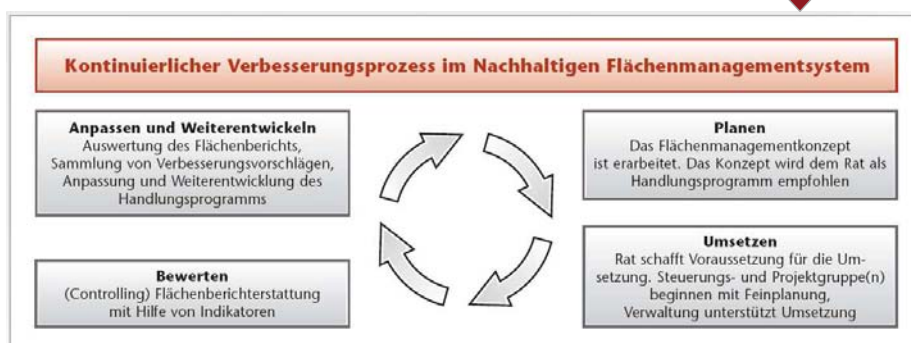 Kontinuierlicher Verbesserungsprozess im Nachhaltigen Flächenmanagementsystem
Anpassen und Weiterentwickeln
Auswertung des Flächenberichts,
Sammlung von Verbesserungsvorschlägen,
Anpassung und Weiterentwicklung des
Handlungsprogramms
Planen
Das Flächenmanagementkonzept
ist erarbeitet. Das Konzept wird dem Rat als
Handlungsprogramm empfohlen
Bewerten
(Controlling) Flächenberichterstattung
mit Hilfe von Indikatoren
Umsetzen
Rat schafft Voraussetzung für die Um-
setzung. Steuerungs- und Projektgruppe(n)
beginnen mit Feinplanung,
Verwaltung unterstützt Umsetzung